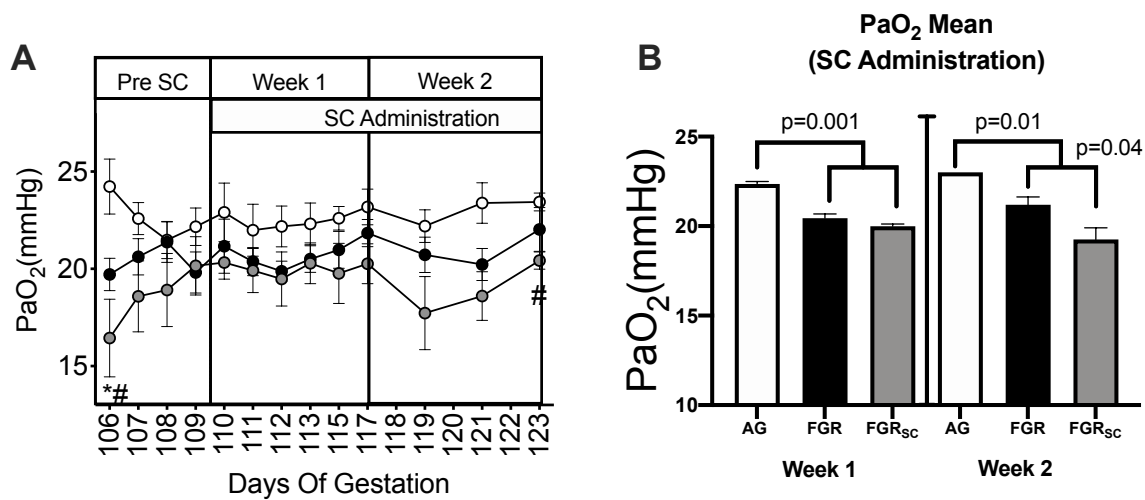 A
Pre SC
Week 1
Week 2
SC Administration
PaO₂(mmHg)
25
20
15
*#
#
106
107
108
109
110
111
112
113
115
117
118
119
120
121
122
123
Days Of Gestation
B
PaO₂ Mean
(SC Administration)
p=0.001
p=0.01
p=0.04
PaO₂(mmHg)
25
20
15
10
AG
FGR
FGRSC
AG
FGR
FGRSC
Week 1
Week 2